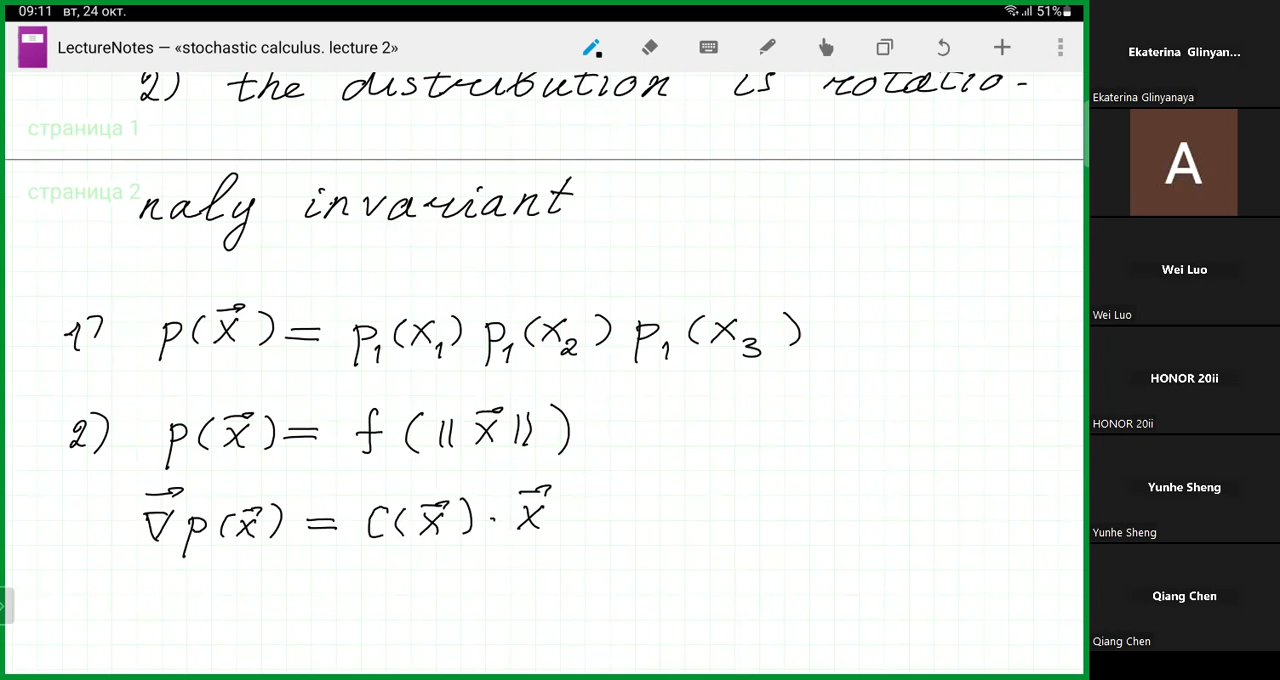 09:11 вт, 24 окт. 51%
LectureNotes — «stochastic calculus. lecture 2»
2) the distribution is rotatio-
страница 1
страница 2
naly invariant
1) p(x⃗) = p₁(x₁) p₁(x₂) p₁(x₃)
2) p(x⃗) = f(‖x⃗‖)
∇⃗p(x⃗) = C(x⃗) · x⃗
Ekaterina Glinyan...
Ekaterina Glinyanaya
A
Wei Luo
Wei Luo
HONOR 20ii
HONOR 20ii
Yunhe Sheng
Yunhe Sheng
Qiang Chen
Qiang Chen